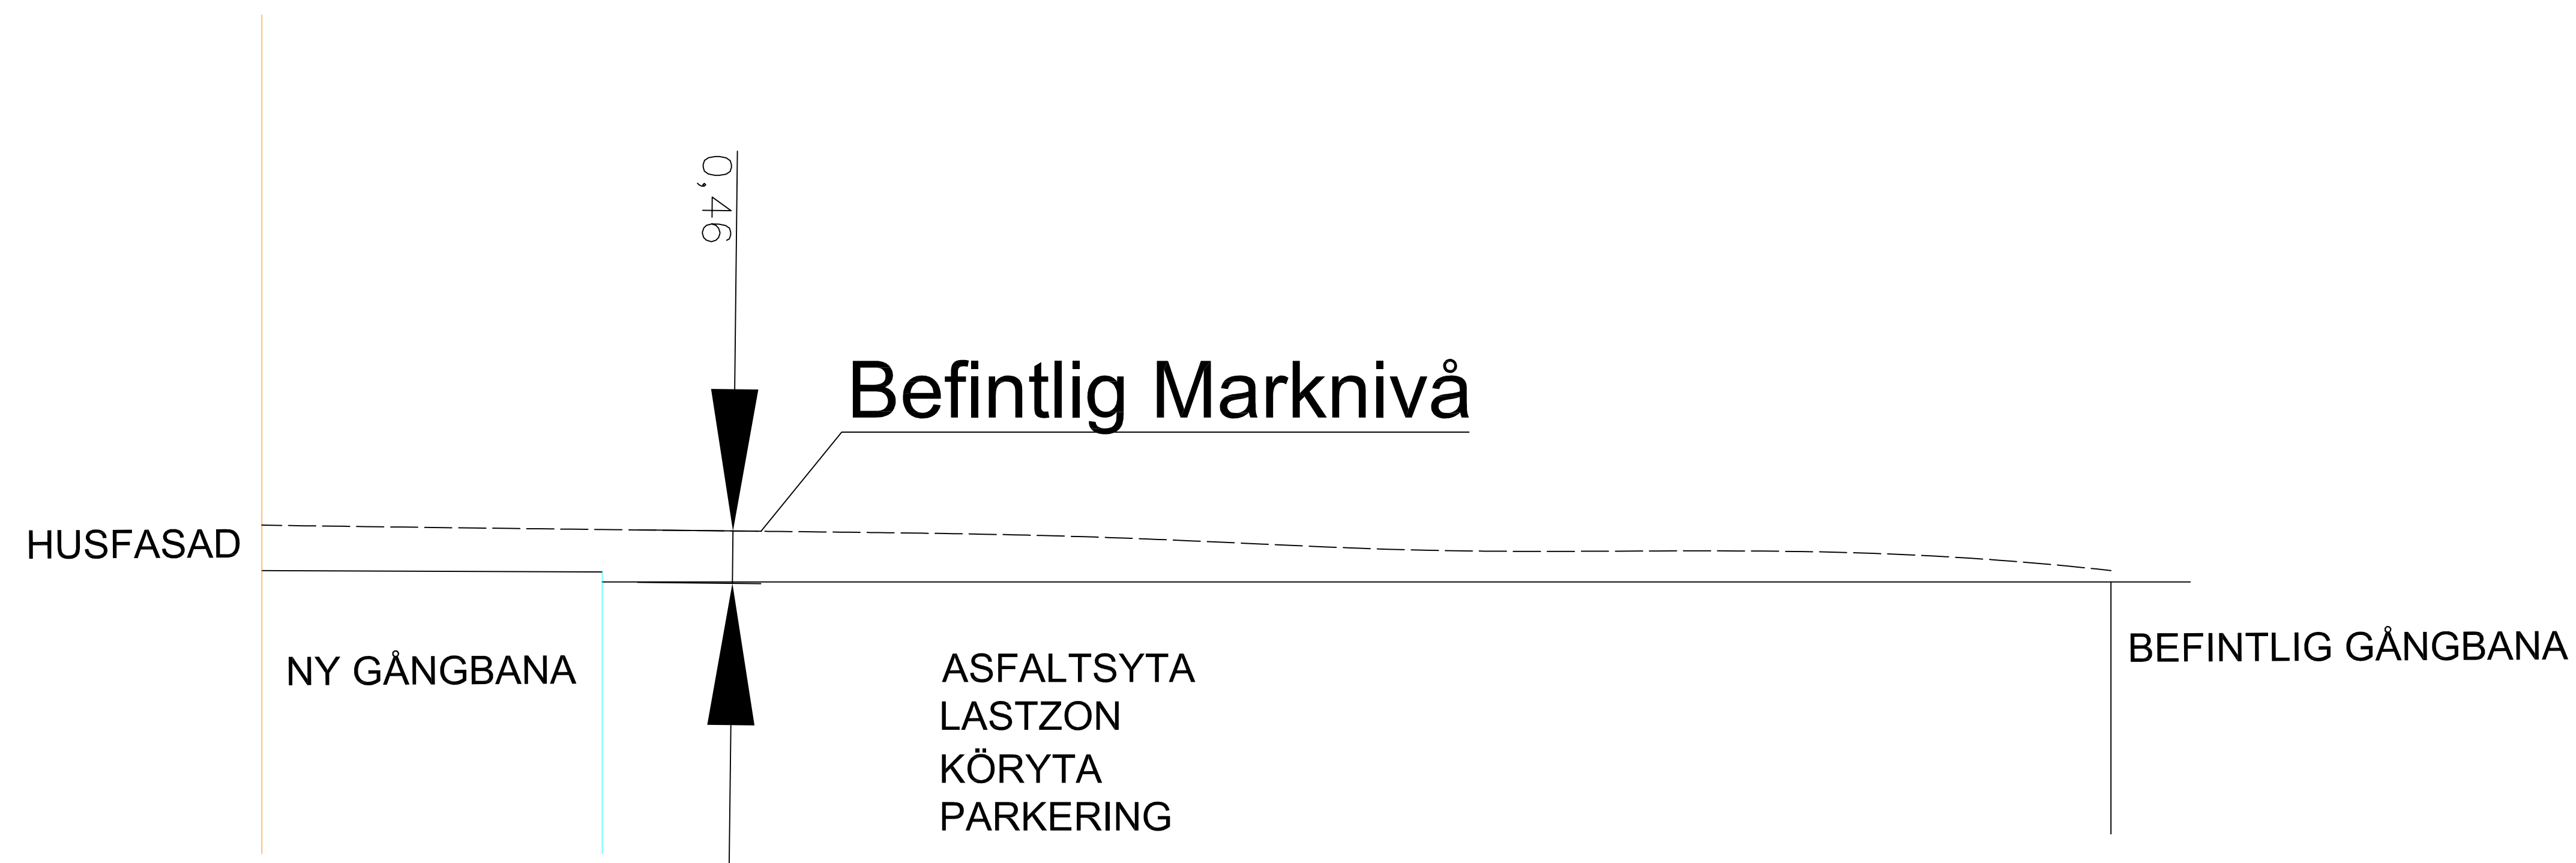 0,46
Befintlig Marknivå
HUSFASAD
NY GÅNGBANA
ASFALTSYTA
LASTZON
KÖRYTA
PARKERING
BEFINTLIG GÅNGBANA